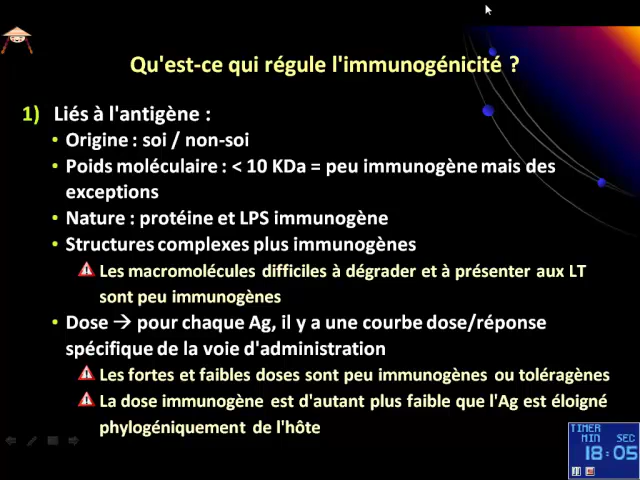 Qu'est-ce qui régule l'immunogénicité ?
1) Liés à l'antigène :
• Origine : soi / non-soi
• Poids moléculaire : < 10 KDa = peu immunogène mais des
exceptions
• Nature : protéine et LPS immunogène
• Structures complexes plus immunogènes
Les macromolécules difficiles à dégrader et à présenter aux LT
sont peu immunogènes
• Dose → pour chaque Ag, il y a une courbe dose/réponse
spécifique de la voie d'administration
Les fortes et faibles doses sont peu immunogènes ou toléragènes
La dose immunogène est d'autant plus faible que l'Ag est éloigné
phylogéniquement de l'hôte
TIMER
MIN SEC
18:05